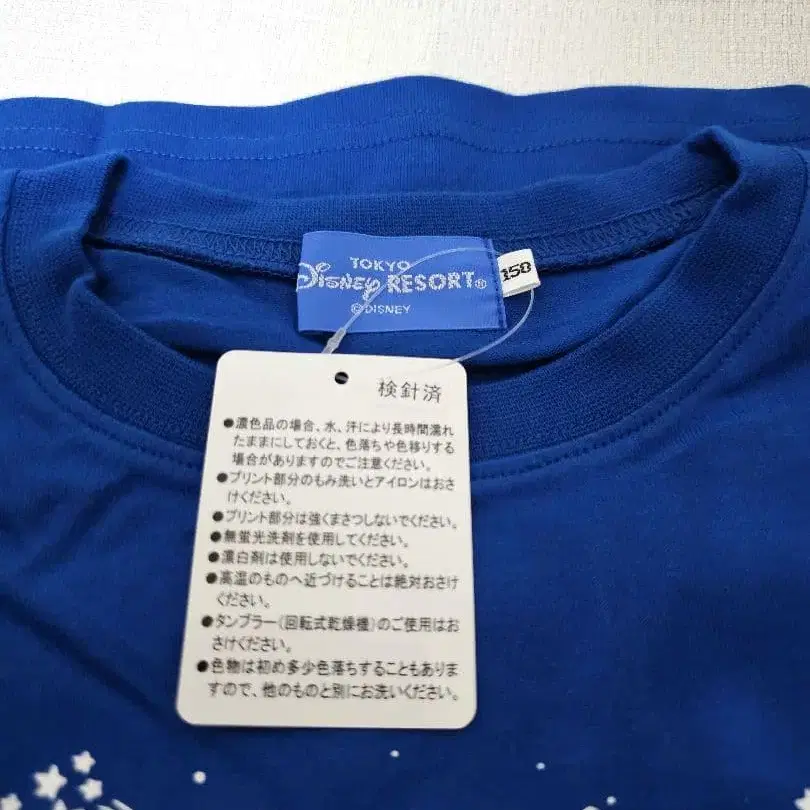 TOKYO
Disney RESORT®
©DISNEY
150
検針済
●濃色品の場合、水、汗により長時間濡れ
たままにしておくと、色落ちや色移りする
場合がありますのでご注意ください。
●プリント部分のもみ洗いとアイロンはおさ
けください。
●プリント部分は強くまさつしないでください。
●無蛍光洗剤を使用してください。
●漂白剤は使用しないでください。
●高温のものへ近づけることは絶対おさけ
ください。
●タンブラー(回転式乾燥機)のご使用はお
さけください。
●色物は初め多少色落ちすることもありま
すので、他のものと別にお洗いください。